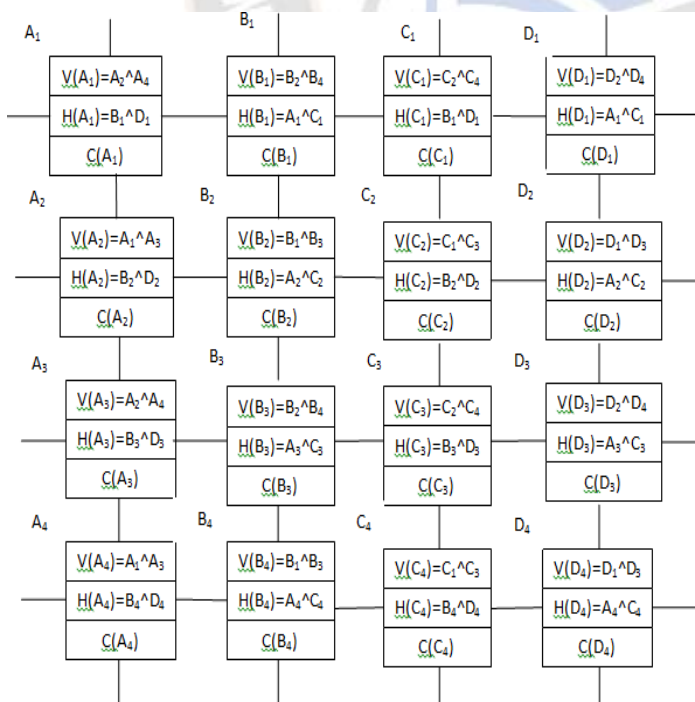 A₁ B₁ C₁ D₁
V(A₁)=A₂^A₄ V(B₁)=B₂^B₄ V(C₁)=C₂^C₄ V(D₁)=D₂^D₄
H(A₁)=B₁^D₁ H(B₁)=A₁^C₁ H(C₁)=B₁^D₁ H(D₁)=A₁^C₁
C(A₁) C(B₁) C(C₁) C(D₁)
A₂ B₂ C₂ D₂
V(A₂)=A₁^A₃ V(B₂)=B₁^B₃ V(C₂)=C₁^C₃ V(D₂)=D₁^D₃
H(A₂)=B₂^D₂ H(B₂)=A₂^C₂ H(C₂)=B₂^D₂ H(D₂)=A₂^C₂
C(A₂) C(B₂) C(C₂) C(D₂)
A₃ B₃ C₃ D₃
V(A₃)=A₂^A₄ V(B₃)=B₂^B₄ V(C₃)=C₂^C₄ V(D₃)=D₂^D₄
H(A₃)=B₃^D₃ H(B₃)=A₃^C₃ H(C₃)=B₃^D₃ H(D₃)=A₃^C₃
C(A₃) C(B₃) C(C₃) C(D₃)
A₄ B₄ C₄ D₄
V(A₄)=A₁^A₃ V(B₄)=B₁^B₃ V(C₄)=C₁^C₃ V(D₄)=D₁^D₃
H(A₄)=B₄^D₄ H(B₄)=A₄^C₄ H(C₄)=B₄^D₄ H(D₄)=A₄^C₄
C(A₄) C(B₄) C(C₄) C(D₄)